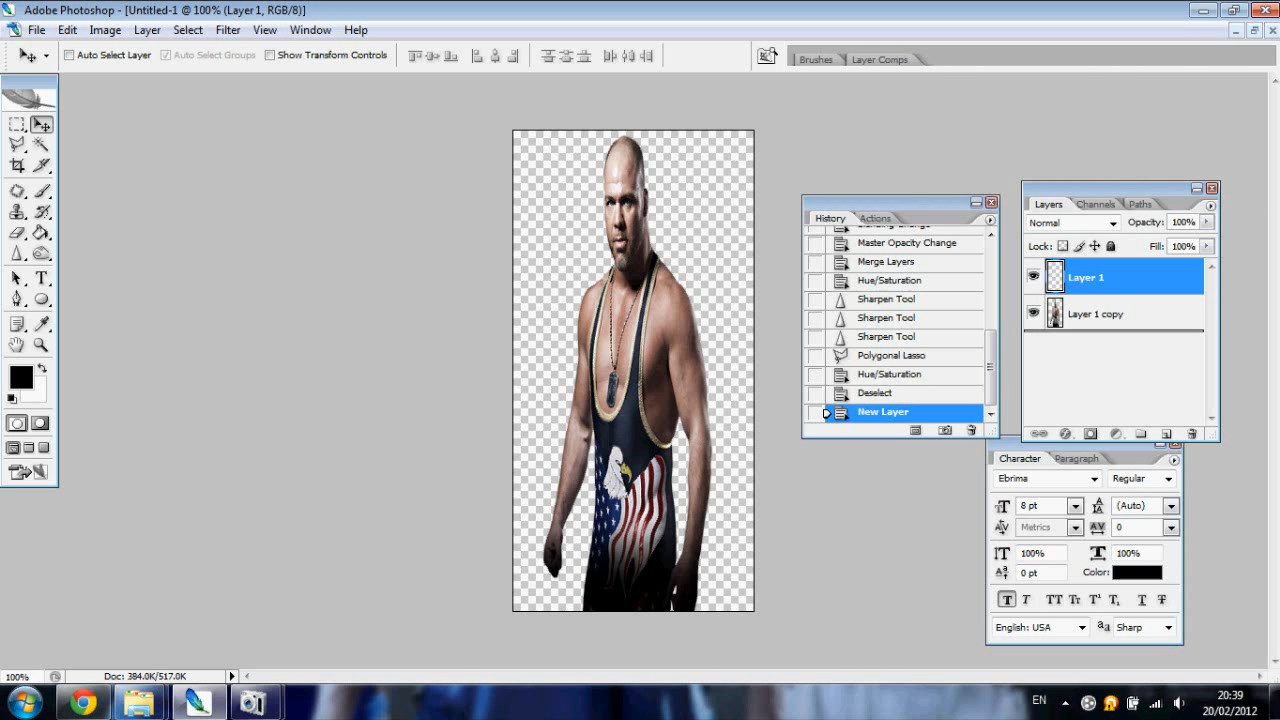 Adobe Photoshop - [Untitled-1 @ 100% (Layer 1, RGB/8)]
File Edit Image Layer Select Filter View Window Help
Auto Select Layer Auto Select Groups Show Transform Controls
Brushes Layer Comps
History Actions
Master Opacity Change
Merge Layers
Hue/Saturation
Sharpen Tool
Sharpen Tool
Sharpen Tool
Polygonal Lasso
Hue/Saturation
Deselect
New Layer
Layers Channels Paths
Normal Opacity: 100%
Lock: Fill: 100%
Layer 1
Layer 1 copy
Character Paragraph
Ebrima Regular
8 pt (Auto)
Metrics 0
100% 100%
0 pt Color:
T T TT Tr T¹ T₁ T T
English: USA aa Sharp
100% Doc: 384.0K/517.0K
EN
20:39
20/02/2012